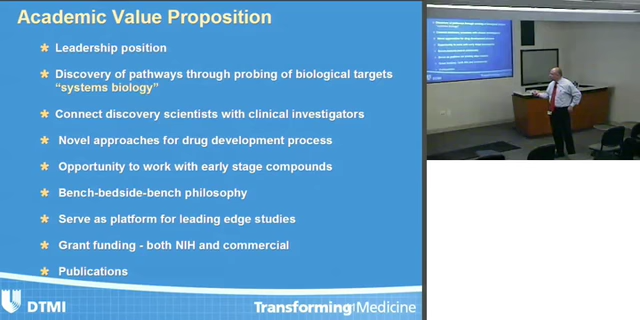 Academic Value Proposition
Leadership position
Discovery of pathways through probing of biological targets
“systems biology”
Connect discovery scientists with clinical investigators
Novel approaches for drug development process
Opportunity to work with early stage compounds
Bench-bedside-bench philosophy
Serve as platform for leading edge studies
Grant funding - both NIH and commercial
Publications
DTMI
Transforming Medicine